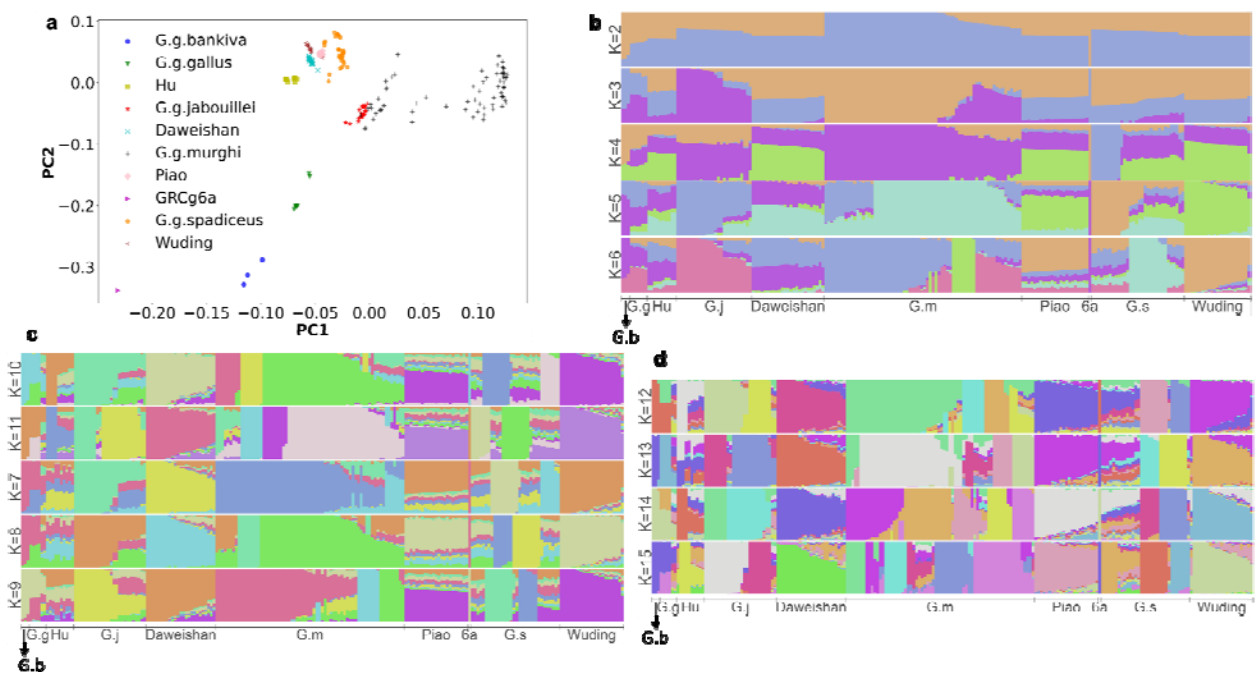 a
0.1
0.0
−0.1
−0.2
−0.3
PC2
G.g.bankiva
G.g.gallus
Hu
G.g.jabouillei
Daweishan
G.g.murghi
Piao
GRCg6a
G.g.spadiceus
Wuding
−0.20 −0.15 −0.10 −0.05 0.00 0.05 0.10
PC1
b
K=2
K=3
K=4
K=5
K=6
G.g Hu G.j Daweishan G.m Piao 6a G.s Wuding
G.b
c
K=10
K=11
K=7
K=8
K=9
G.g Hu G.j Daweishan G.m Piao 6a G.s Wuding
G.b
d
K=12
K=13
K=14
K=15
G.g Hu G.j Daweishan G.m Piao 6a G.s Wuding
G.b